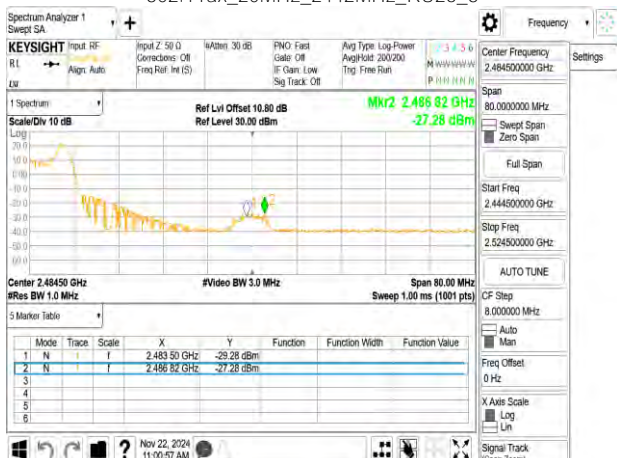 Spectrum Analyzer 1
Swept SA
+
Frequency
Settings
KEYSIGHT
RL
Input: RF
Align: Auto
Input Z: 50 Ω
Corrections: Off
Freq Ref: Int (S)
#Atten: 30 dB
PNO: Fast
Gate: Off
IF Gain: Low
Sig Track: Off
Avg Type: Log-Power
Avg|Hold: 200/200
Trig: Free Run
M W W W W W
P N N N N N
1 Spectrum
Scale/Div 10 dB
Ref Lvl Offset 10.80 dB
Ref Level 30.00 dBm
Mkr2 2.486 82 GHz
-27.28 dBm
Log
Center 2.48450 GHz
#Res BW 1.0 MHz
#Video BW 3.0 MHz
Span 80.00 MHz
Sweep 1.00 ms (1001 pts)
5 Marker Table
Mode Trace Scale X Y Function Function Width Function Value
1 N 1 f 2.483 50 GHz -29.28 dBm
2 N 1 f 2.486 82 GHz -27.28 dBm
3
4
5
6
Nov 22, 2024
11:00:57 AM
Center Frequency
2.484500000 GHz
Span
80.0000000 MHz
Swept Span
Zero Span
Full Span
Start Freq
2.444500000 GHz
Stop Freq
2.524500000 GHz
AUTO TUNE
CF Step
8.000000 MHz
Auto
Man
Freq Offset
0 Hz
X Axis Scale
Log
Lin
Signal Track